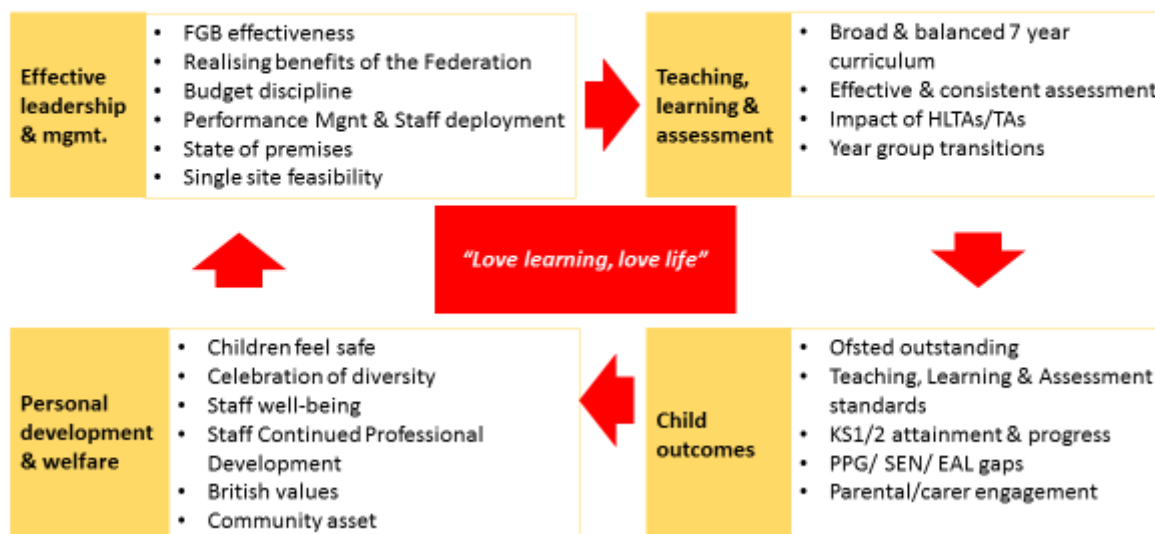 Effective
leadership
& mgmt.
• FGB effectiveness
• Realising benefits of the Federation
• Budget discipline
• Performance Mgnt & Staff deployment
• State of premises
• Single site feasibility
Teaching,
learning &
assessment
• Broad & balanced 7 year
curriculum
• Effective & consistent assessment
• Impact of HLTAs/TAs
• Year group transitions
“Love learning, love life”
Personal
development
& welfare
• Children feel safe
• Celebration of diversity
• Staff well-being
• Staff Continued Professional
Development
• British values
• Community asset
Child
outcomes
• Ofsted outstanding
• Teaching, Learning & Assessment
standards
• KS1/2 attainment & progress
• PPG/ SEN/ EAL gaps
• Parental/carer engagement